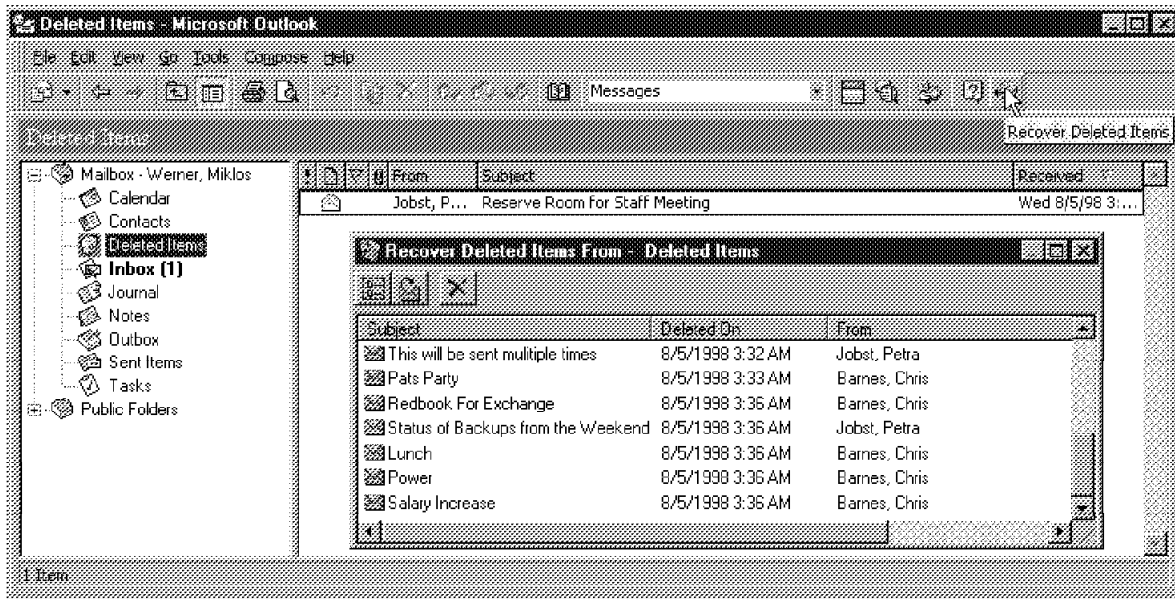 Deleted Items - Microsoft Outlook
File Edit View Go Tools Compose Help
Messages
Recover Deleted Items
Deleted Items
Mailbox - Werner, Miklos
Calendar
Contacts
Deleted Items
Inbox (1)
Journal
Notes
Outbox
Sent Items
Tasks
Public Folders
From Subject Received
Jobst, P... Reserve Room for Staff Meeting Wed 8/5/98 3:...
Recover Deleted Items From - Deleted Items
Subject Deleted On From
This will be sent mulitiple times 8/5/1998 3:32 AM Jobst, Petra
Pats Party 8/5/1998 3:33 AM Barnes, Chris
Redbook For Exchange 8/5/1998 3:36 AM Barnes, Chris
Status of Backups from the Weekend 8/5/1998 3:36 AM Jobst, Petra
Lunch 8/5/1998 3:36 AM Barnes, Chris
Power 8/5/1998 3:36 AM Barnes, Chris
Salary Increase 8/5/1998 3:36 AM Barnes, Chris
1 Item